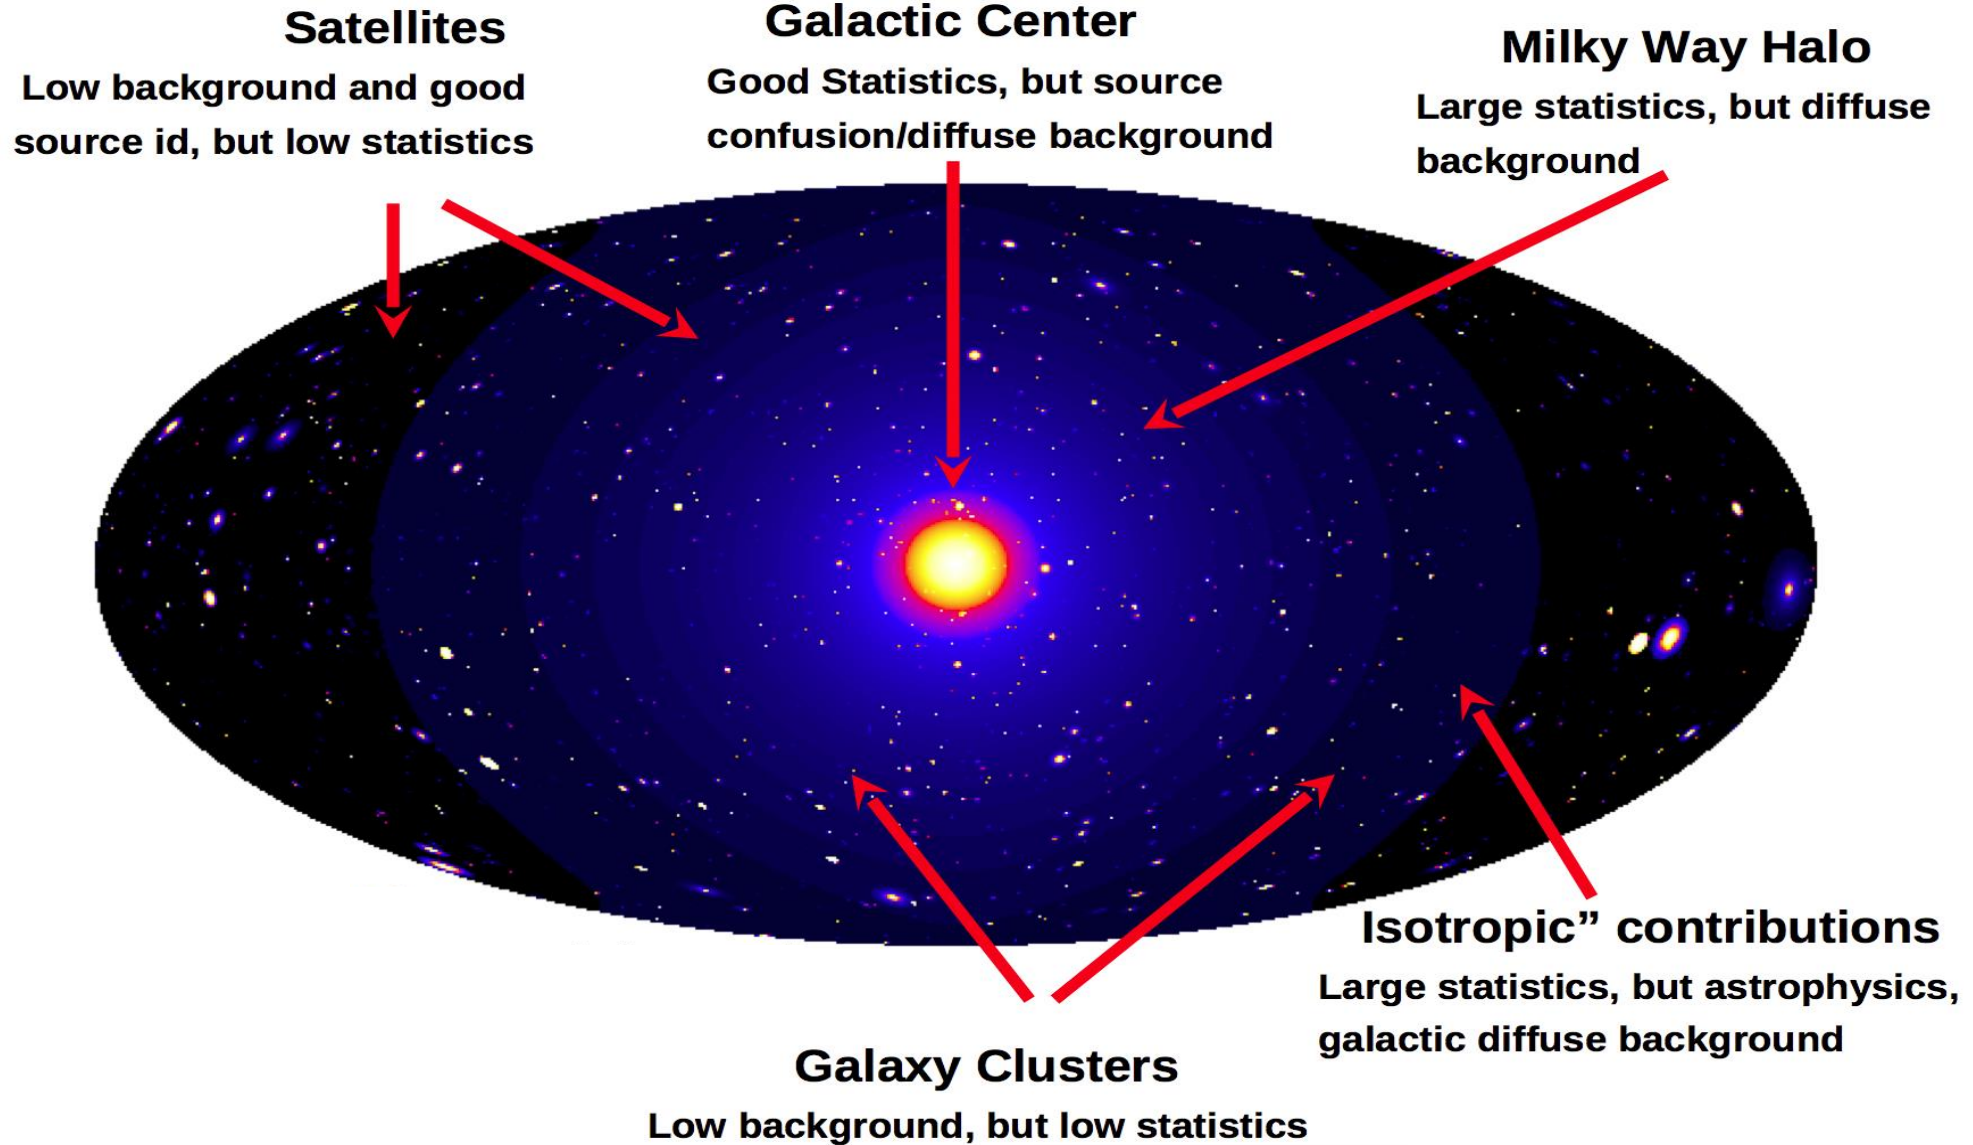 Satellites
Low background and good
source id, but low statistics
Galactic Center
Good Statistics, but source
confusion/diffuse background
Milky Way Halo
Large statistics, but diffuse
background
Isotropic” contributions
Large statistics, but astrophysics,
galactic diffuse background
Galaxy Clusters
Low background, but low statistics